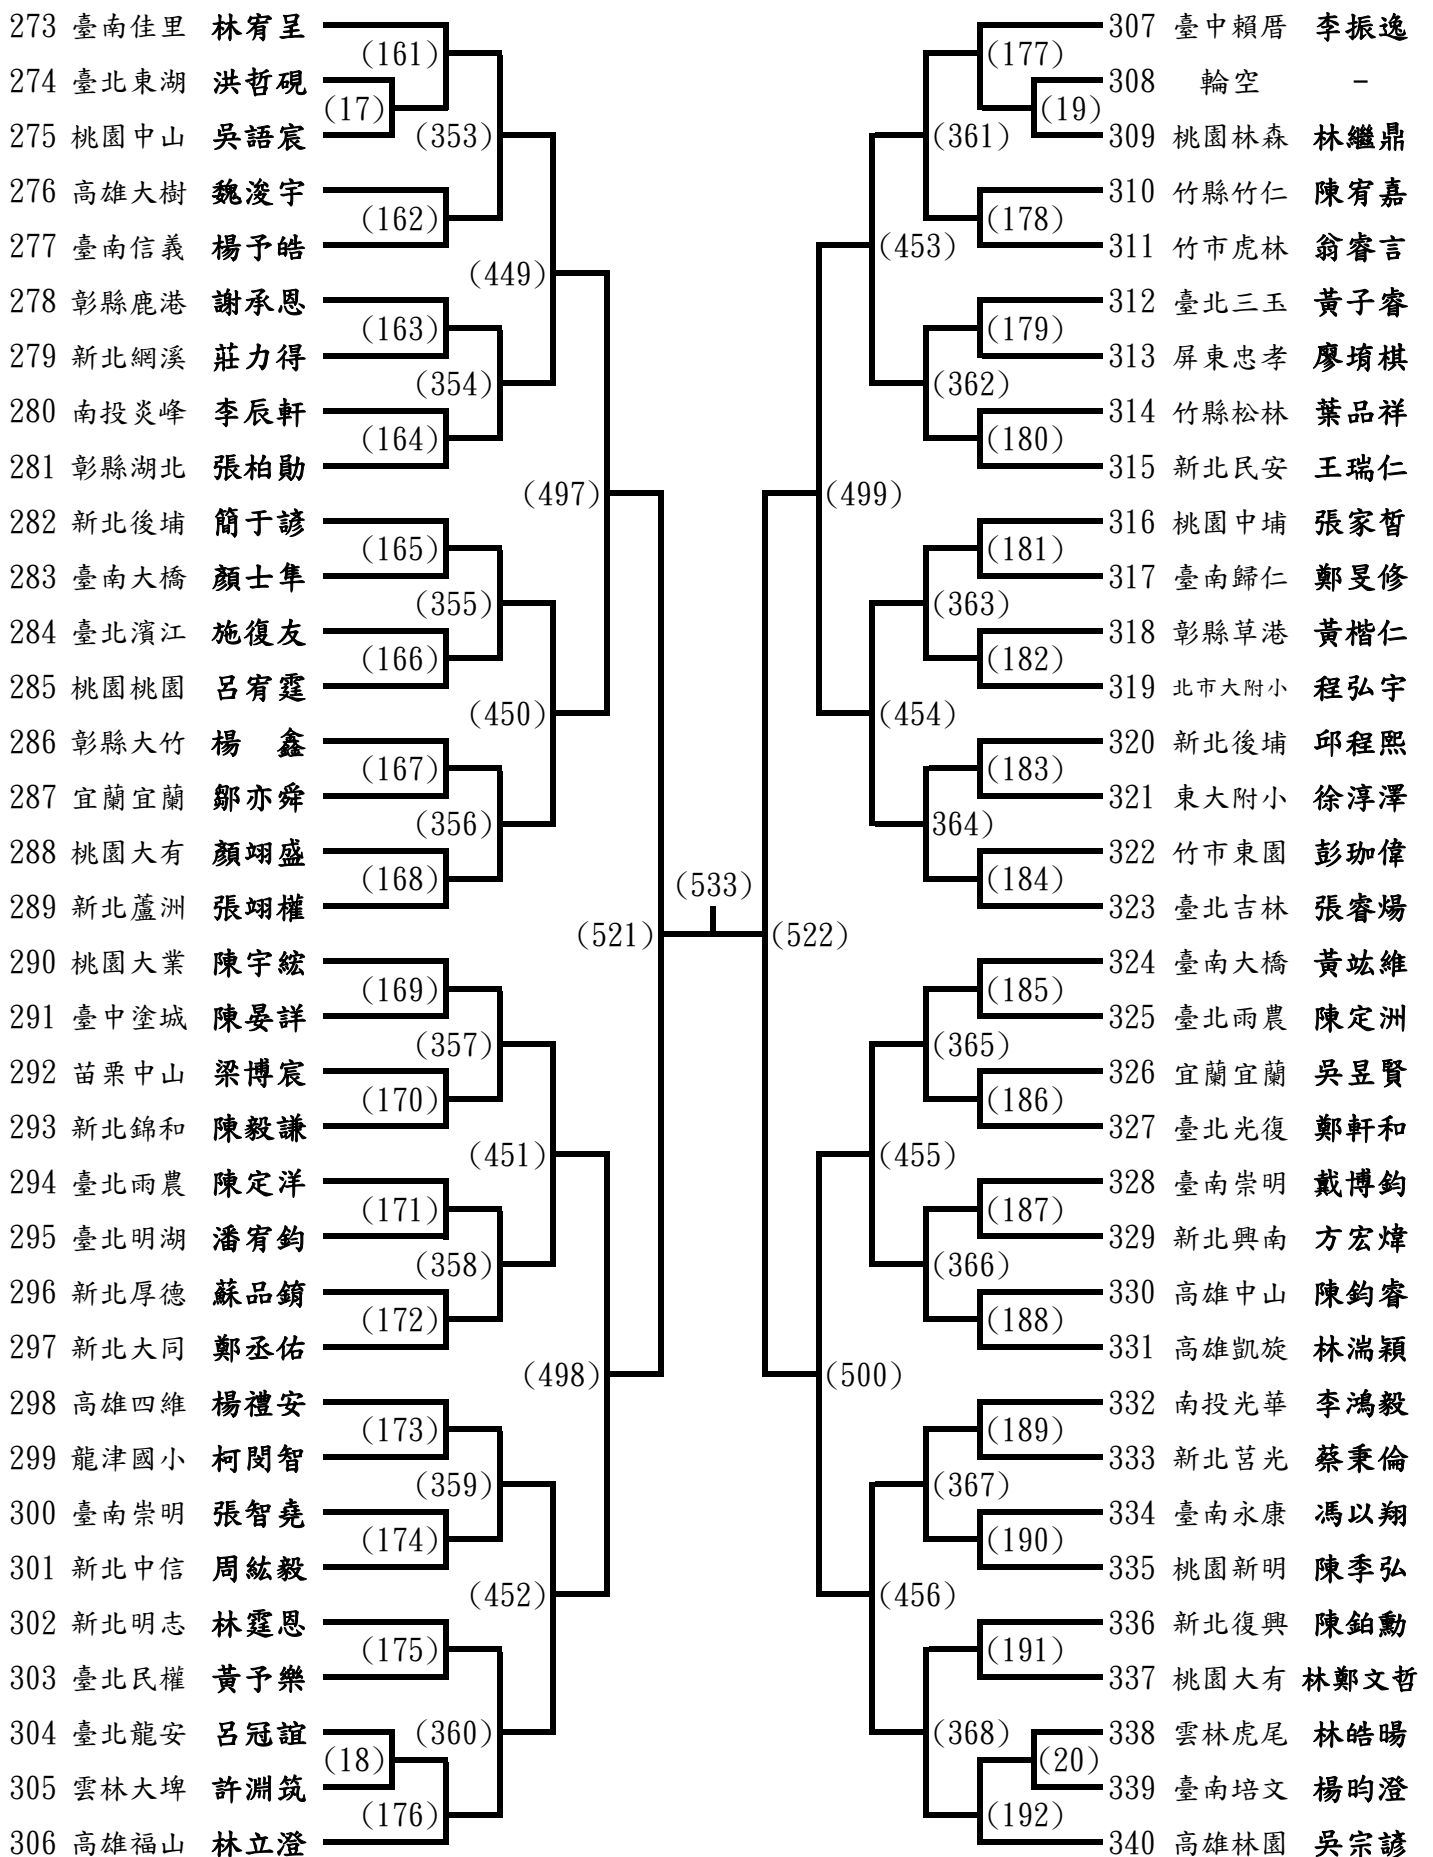 273 臺南佳里 林宥呈
(161)
274 臺北東湖 洪哲硯
(17)
275 桃園中山 吳語宸
(353)
276 高雄大樹 魏浚宇
(162)
277 臺南信義 楊予皓
(449)
278 彰縣鹿港 謝承恩
(163)
279 新北網溪 莊力得
(354)
280 南投炎峰 李辰軒
(164)
281 彰縣湖北 張柏勛
(497)
282 新北後埔 簡于諺
(165)
283 臺南大橋 顏士隼
(355)
284 臺北濱江 施復友
(166)
285 桃園桃園 呂宥霆
(450)
286 彰縣大竹 楊 鑫
(167)
287 宜蘭宜蘭 鄒亦舜
(356)
288 桃園大有 顏翊盛
(168)
289 新北蘆洲 張翊權
(521)
290 桃園大業 陳宇綋
(169)
291 臺中塗城 陳晏詳
(357)
292 苗栗中山 梁博宸
(170)
293 新北錦和 陳毅謙
(451)
294 臺北雨農 陳定洋
(171)
295 臺北明湖 潘宥鈞
(358)
296 新北厚德 蘇品錥
(172)
297 新北大同 鄭丞佑
(498)
298 高雄四維 楊禮安
(173)
299 龍津國小 柯閔智
(359)
300 臺南崇明 張智堯
(174)
301 新北中信 周紘毅
(452)
302 新北明志 林霆恩
(175)
303 臺北民權 黃予樂
(360)
304 臺北龍安 呂冠誼
(18)
305 雲林大埤 許淵筑
(176)
306 高雄福山 林立澄
(533)
307 臺中賴厝 李振逸
(177)
308 輪空 -
(19)
309 桃園林森 林繼鼎
(361)
310 竹縣竹仁 陳宥嘉
(178)
311 竹市虎林 翁睿言
(453)
312 臺北三玉 黃子睿
(179)
313 屏東忠孝 廖堉棋
(362)
314 竹縣松林 葉品祥
(180)
315 新北民安 王瑞仁
(499)
316 桃園中埔 張家晳
(181)
317 臺南歸仁 鄭旻修
(363)
318 彰縣草港 黃楷仁
(182)
319 北市大附小 程弘宇
(454)
320 新北後埔 邱程熙
(183)
321 東大附小 徐淳澤
364)
322 竹市東園 彭珈偉
(184)
323 臺北吉林 張睿煬
(522)
324 臺南大橋 黃竑維
(185)
325 臺北雨農 陳定洲
(365)
326 宜蘭宜蘭 吳昱賢
(186)
327 臺北光復 鄭軒和
(455)
328 臺南崇明 戴博鈞
(187)
329 新北興南 方宏煒
(366)
330 高雄中山 陳鈞睿
(188)
331 高雄凱旋 林湍穎
(500)
332 南投光華 李鴻毅
(189)
333 新北莒光 蔡秉倫
(367)
334 臺南永康 馮以翔
(190)
335 桃園新明 陳季弘
(456)
336 新北復興 陳鉑勳
(191)
337 桃園大有 林鄭文哲
(368)
338 雲林虎尾 林皓暘
(20)
339 臺南培文 楊昀澄
(192)
340 高雄林園 吳宗諺